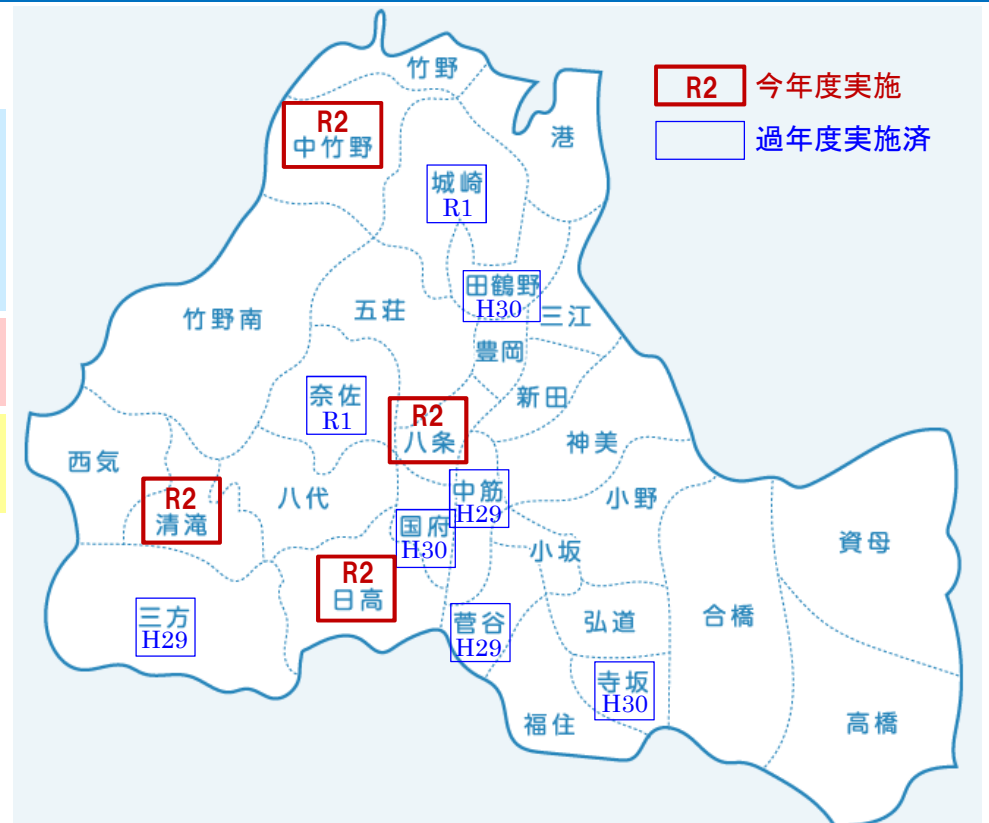 竹野
R2
中竹野
港
R2 今年度実施
過年度実施済
城崎
R1
田鶴野
H30
三江
五荘
竹野南
豊岡
新田
奈佐
R1
R2
八条
神美
西気
R2
清滝
八代
中筋
H29
小野
国府
H30
小坂
資母
R2
日高
三方
H29
菅谷
H29
弘道
合橋
寺坂
H30
福住
高橋